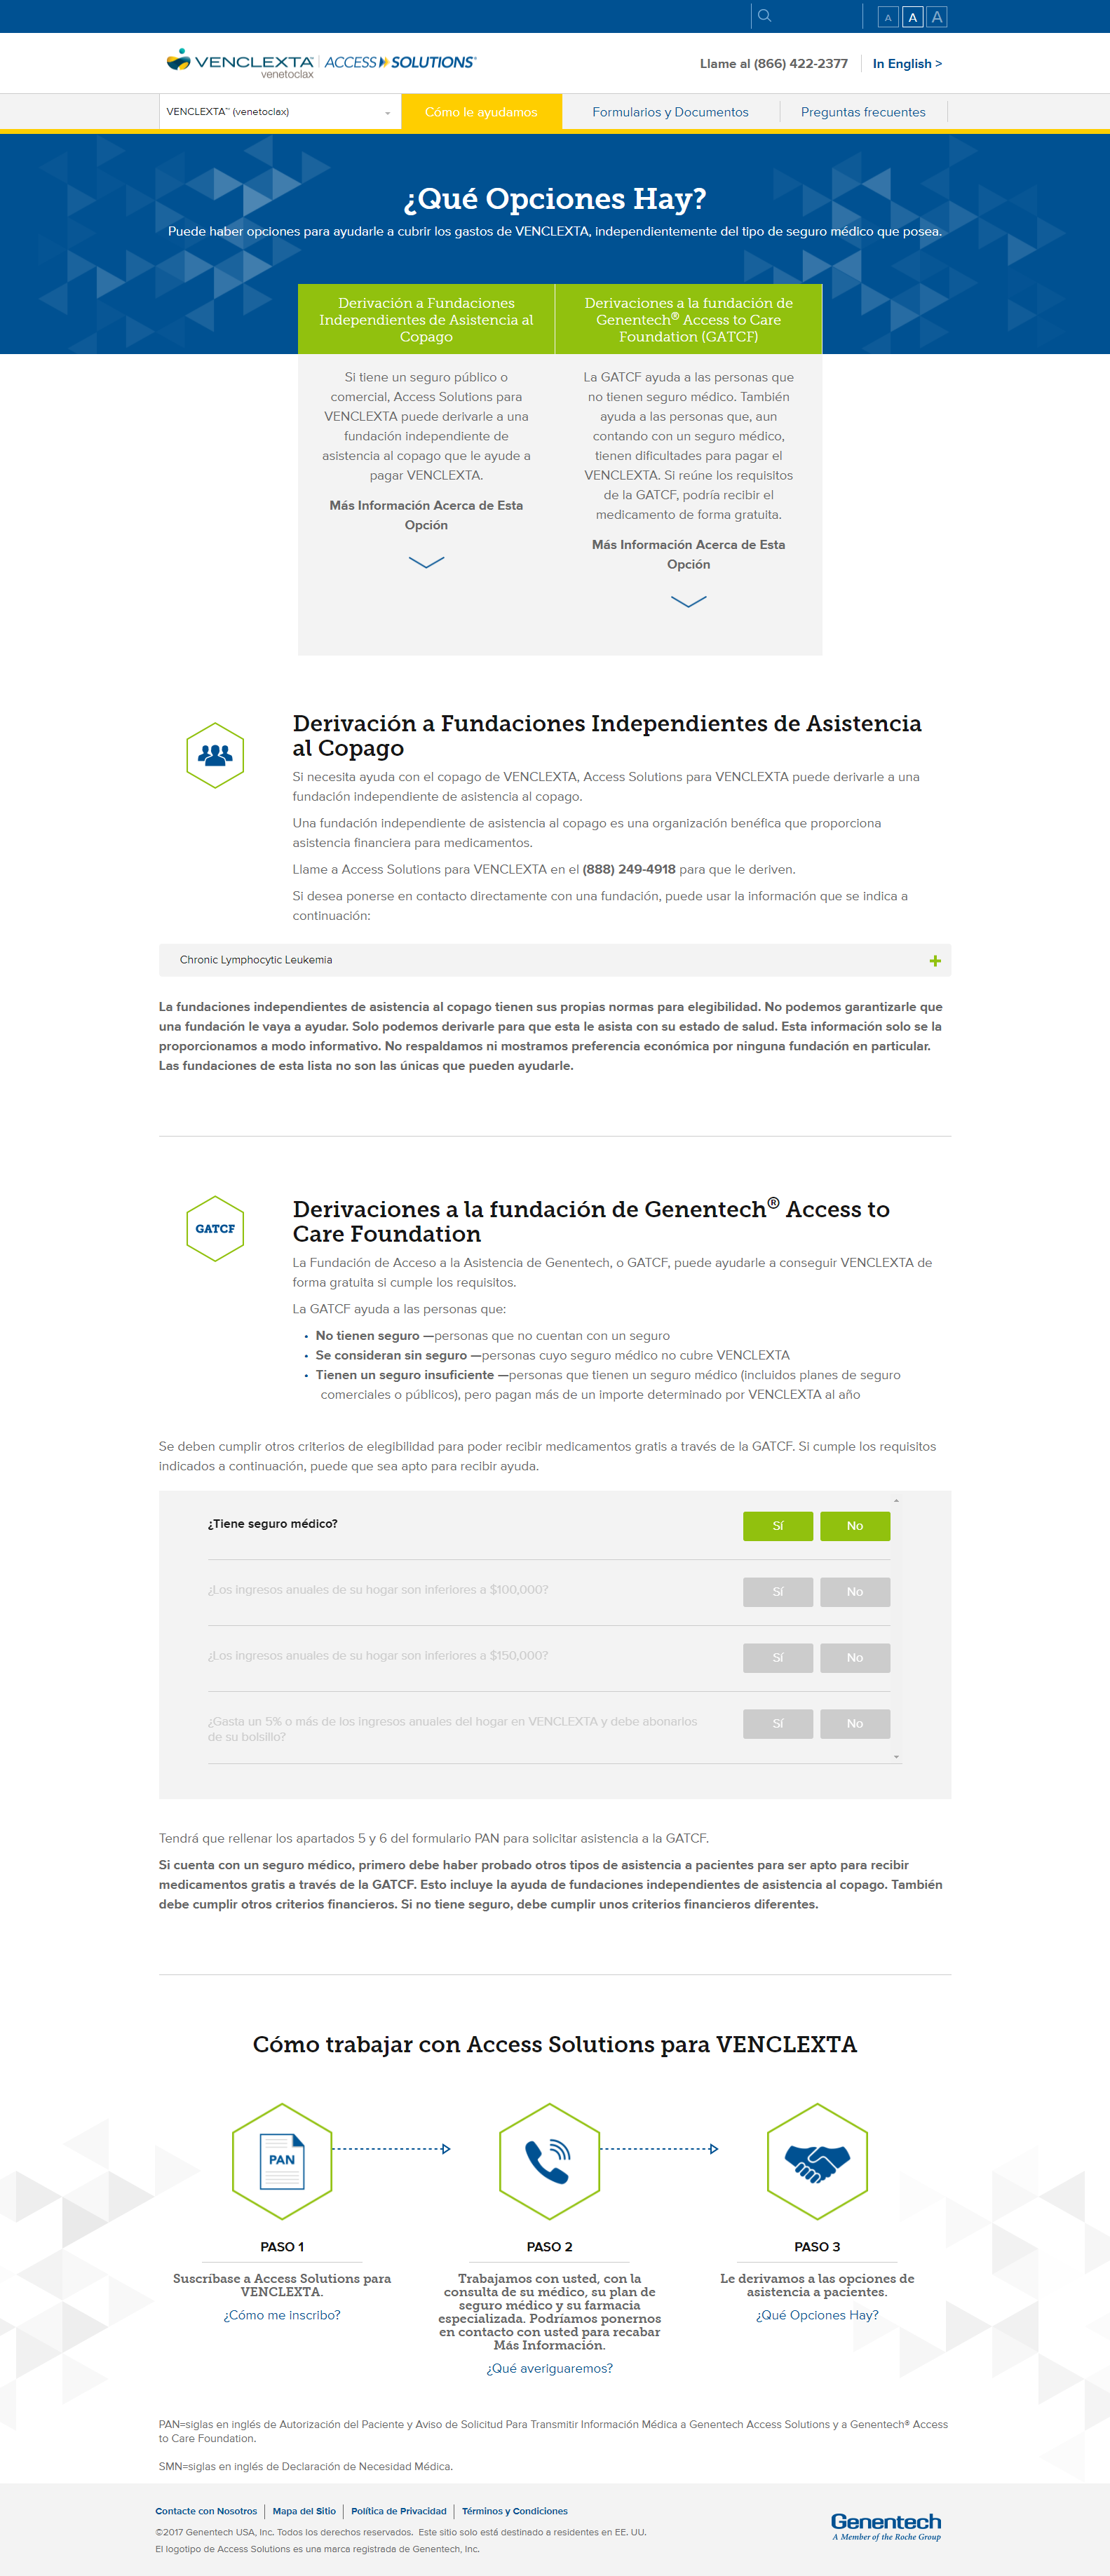 A A A
VENCLEXTA™ venetoclax | ACCESS SOLUTIONS®
Llame al (866) 422-2377
In English >
VENCLEXTA™ (venetoclax)
Cómo le ayudamos
Formularios y Documentos
Preguntas frecuentes
¿Qué Opciones Hay?
Puede haber opciones para ayudarle a cubrir los gastos de VENCLEXTA, independientemente del tipo de seguro médico que posea.
Derivación a Fundaciones
Independientes de Asistencia al
Copago
Si tiene un seguro público o
comercial, Access Solutions para
VENCLEXTA puede derivarle a una
fundación independiente de
asistencia al copago que le ayude a
pagar VENCLEXTA.
Más Información Acerca de Esta
Opción
Derivaciones a la fundación de
Genentech® Access to Care
Foundation (GATCF)
La GATCF ayuda a las personas que
no tienen seguro médico. También
ayuda a las personas que, aun
contando con un seguro médico,
tienen dificultades para pagar el
VENCLEXTA. Si reúne los requisitos
de la GATCF, podría recibir el
medicamento de forma gratuita.
Más Información Acerca de Esta
Opción
Derivación a Fundaciones Independientes de Asistencia
al Copago
Si necesita ayuda con el copago de VENCLEXTA, Access Solutions para VENCLEXTA puede derivarle a una
fundación independiente de asistencia al copago.
Una fundación independiente de asistencia al copago es una organización benéfica que proporciona
asistencia financiera para medicamentos.
Llame a Access Solutions para VENCLEXTA en el (888) 249-4918 para que le deriven.
Si desea ponerse en contacto directamente con una fundación, puede usar la información que se indica a
continuación:
Chronic Lymphocytic Leukemia
La fundaciones independientes de asistencia al copago tienen sus propias normas para elegibilidad. No podemos garantizarle que
una fundación le vaya a ayudar. Solo podemos derivarle para que esta le asista con su estado de salud. Esta información solo se la
proporcionamos a modo informativo. No respaldamos ni mostramos preferencia económica por ninguna fundación en particular.
Las fundaciones de esta lista no son las únicas que pueden ayudarle.
GATCF
Derivaciones a la fundación de Genentech® Access to
Care Foundation
La Fundación de Acceso a la Asistencia de Genentech, o GATCF, puede ayudarle a conseguir VENCLEXTA de
forma gratuita si cumple los requisitos.
La GATCF ayuda a las personas que:
• No tienen seguro —personas que no cuentan con un seguro
• Se consideran sin seguro —personas cuyo seguro médico no cubre VENCLEXTA
• Tienen un seguro insuficiente —personas que tienen un seguro médico (incluidos planes de seguro
comerciales o públicos), pero pagan más de un importe determinado por VENCLEXTA al año
Se deben cumplir otros criterios de elegibilidad para poder recibir medicamentos gratis a través de la GATCF. Si cumple los requisitos
indicados a continuación, puede que sea apto para recibir ayuda.
¿Tiene seguro médico? Sí No
¿Los ingresos anuales de su hogar son inferiores a $100,000? Sí No
¿Los ingresos anuales de su hogar son inferiores a $150,000? Sí No
¿Gasta un 5% o más de los ingresos anuales del hogar en VENCLEXTA y debe abonarlos
de su bolsillo? Sí No
Tendrá que rellenar los apartados 5 y 6 del formulario PAN para solicitar asistencia a la GATCF.
Si cuenta con un seguro médico, primero debe haber probado otros tipos de asistencia a pacientes para ser apto para recibir
medicamentos gratis a través de la GATCF. Esto incluye la ayuda de fundaciones independientes de asistencia al copago. También
debe cumplir otros criterios financieros. Si no tiene seguro, debe cumplir unos criterios financieros diferentes.
Cómo trabajar con Access Solutions para VENCLEXTA
PAN
PASO 1
Suscríbase a Access Solutions para
VENCLEXTA.
¿Cómo me inscribo?
PASO 2
Trabajamos con usted, con la
consulta de su médico, su plan de
seguro médico y su farmacia
especializada. Podríamos ponernos
en contacto con usted para recabar
Más Información.
¿Qué averiguaremos?
PASO 3
Le derivamos a las opciones de
asistencia a pacientes.
¿Qué Opciones Hay?
PAN=siglas en inglés de Autorización del Paciente y Aviso de Solicitud Para Transmitir Información Médica a Genentech Access Solutions y a Genentech® Access
to Care Foundation.
SMN=siglas en inglés de Declaración de Necesidad Médica.
Contacte con Nosotros | Mapa del Sitio | Política de Privacidad | Términos y Condiciones
©2017 Genentech USA, Inc. Todos los derechos reservados. Este sitio solo está destinado a residentes en EE. UU.
El logotipo de Access Solutions es una marca registrada de Genentech, Inc.
Genentech
A Member of the Roche Group